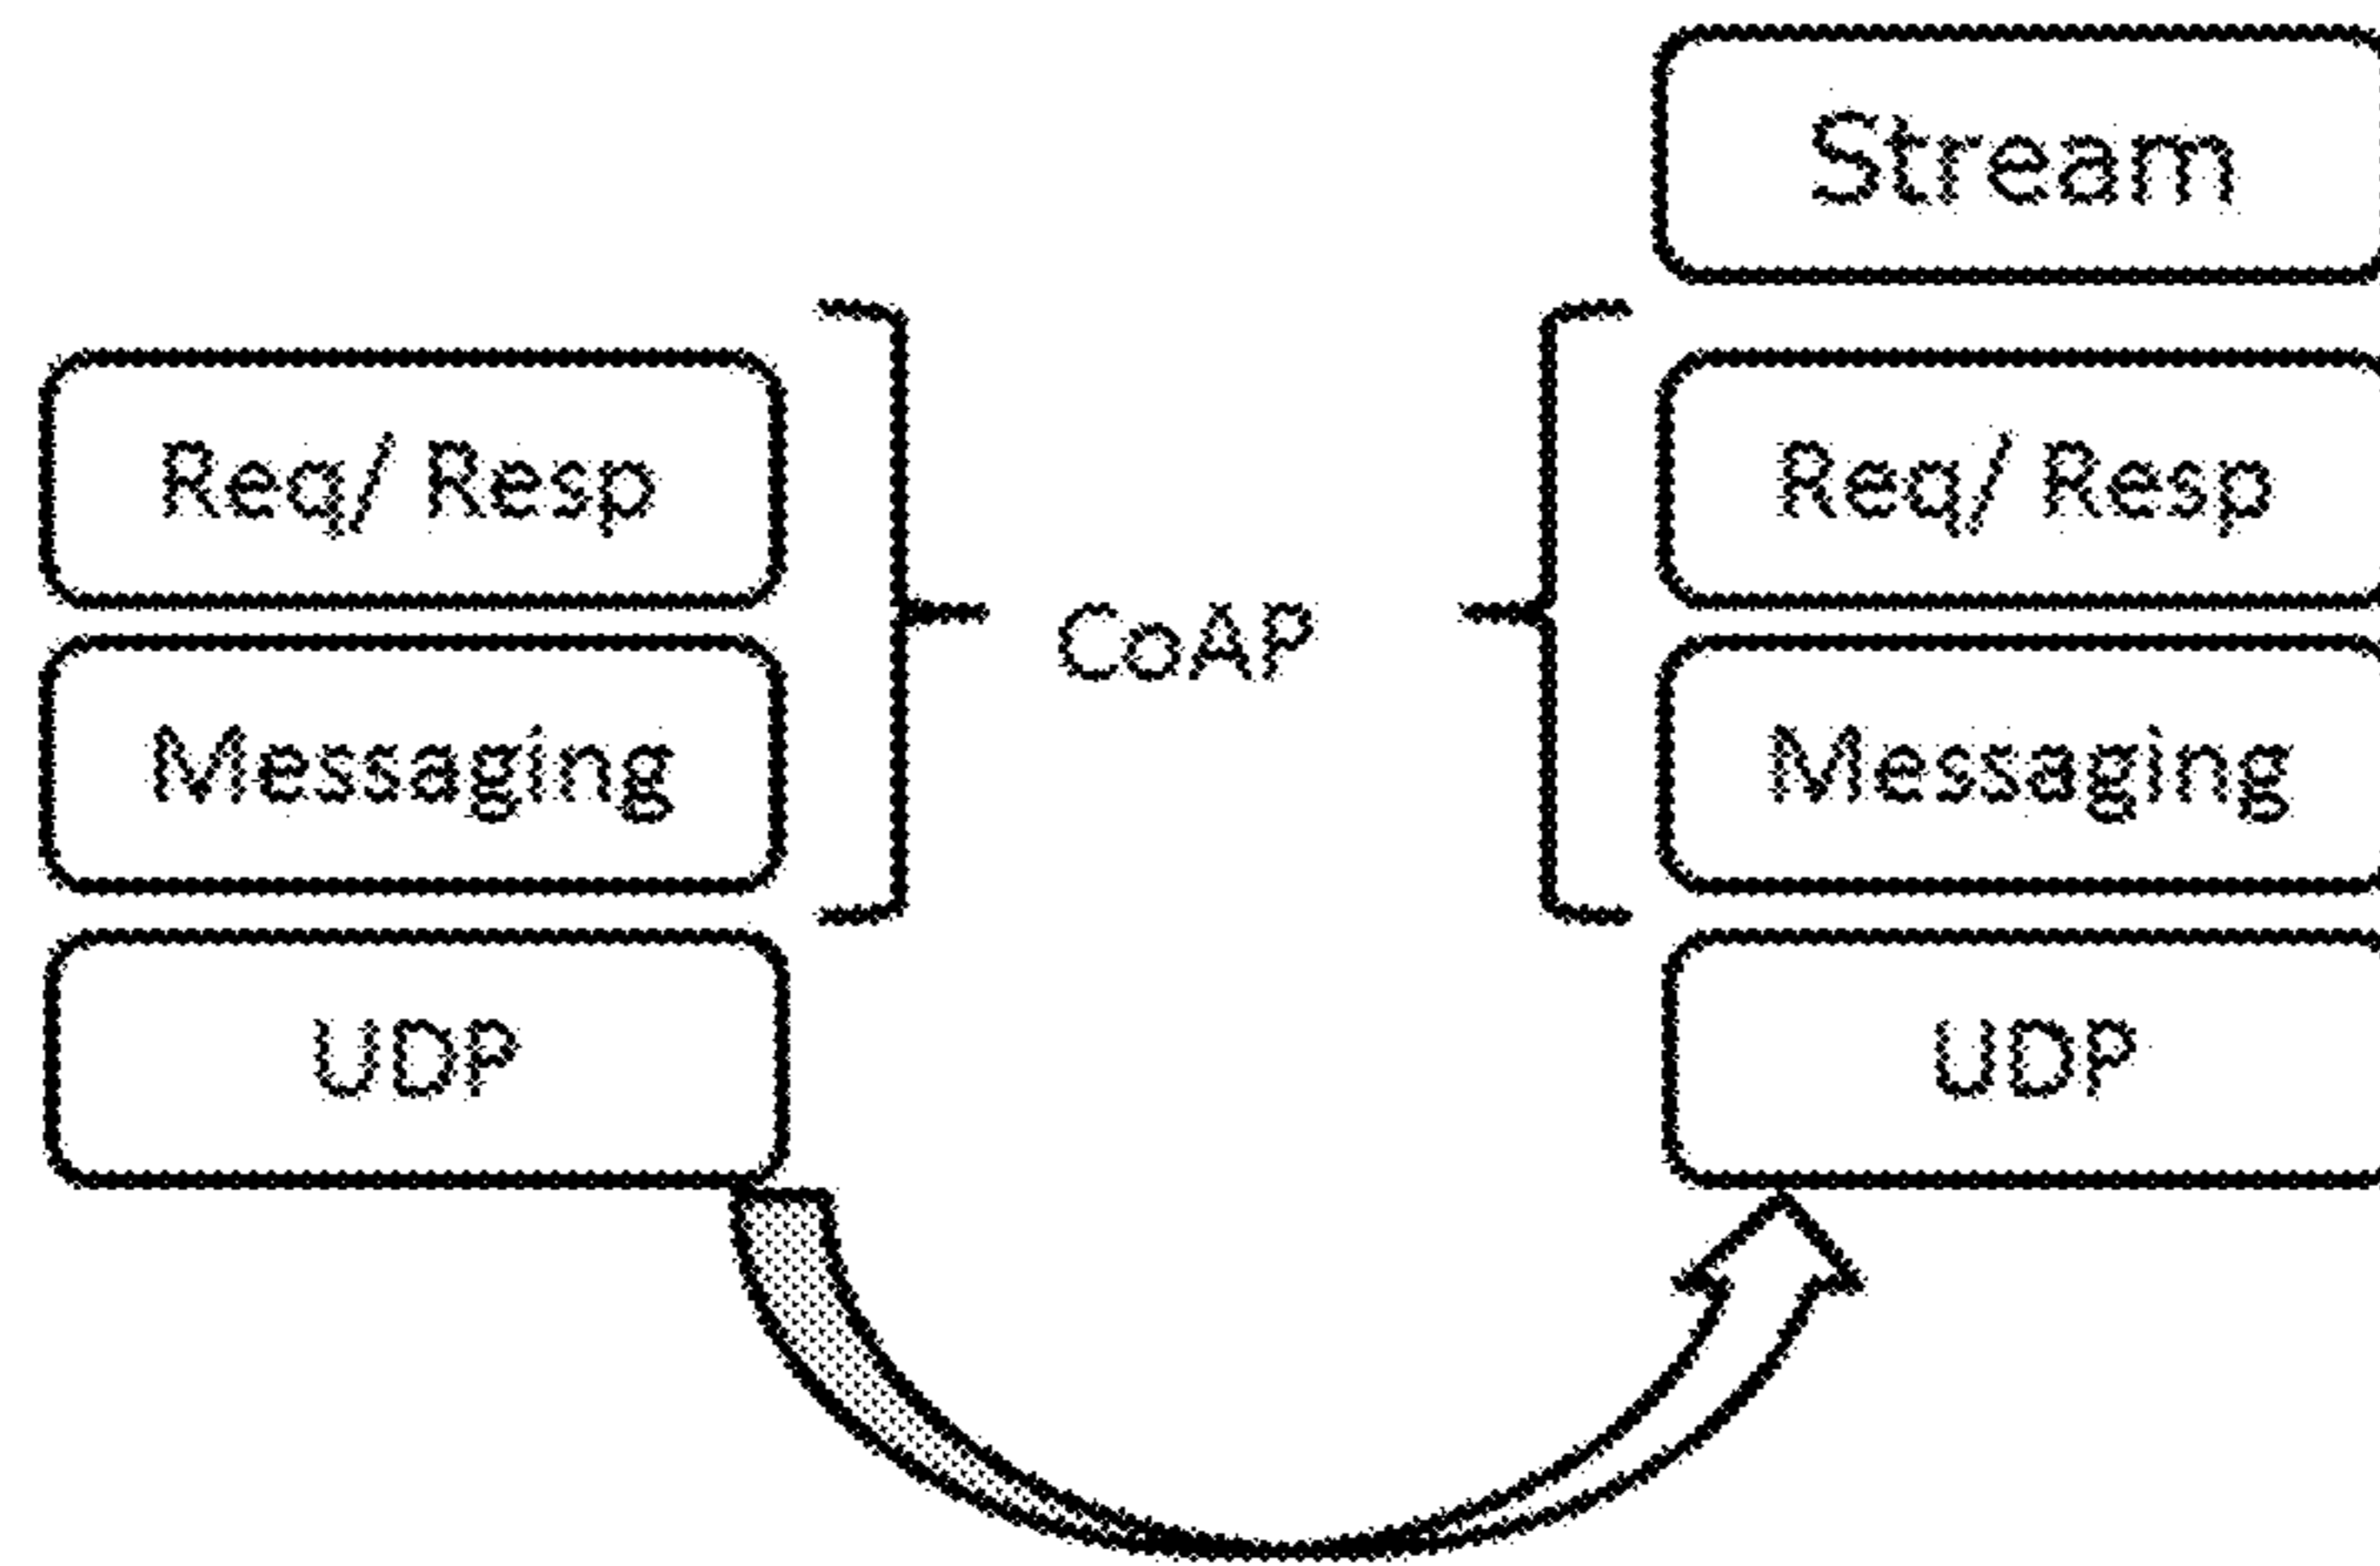 Stream
Req/ Resp
Req/ Resp
CoAP
Messaging
Messaging
UDP
UDP